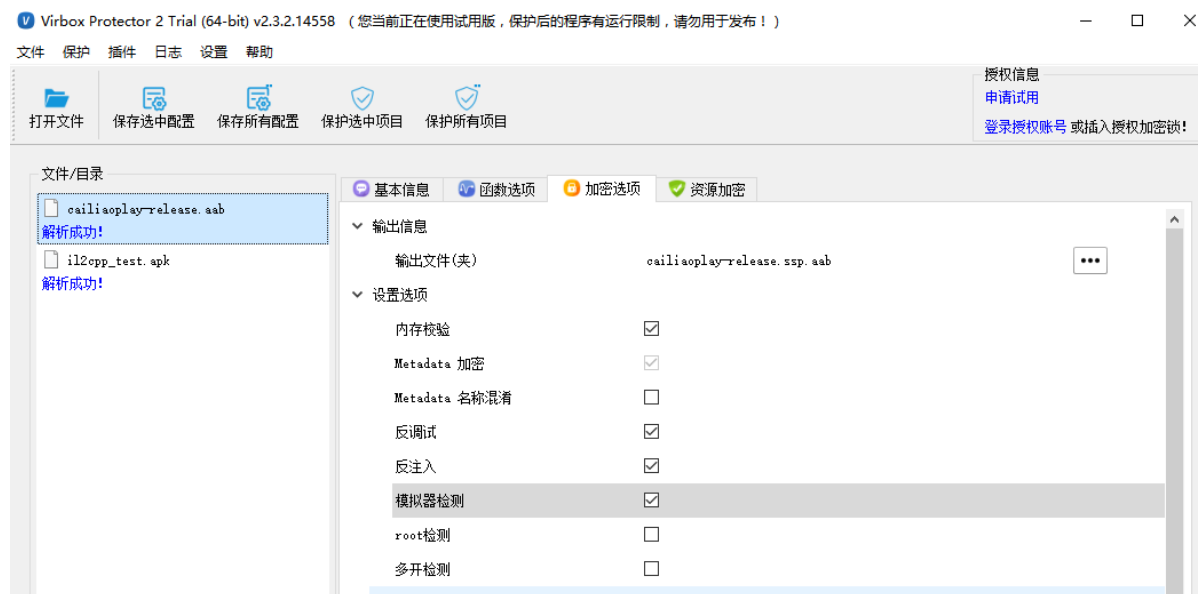 Virbox Protector 2 Trial (64-bit) v2.3.2.14558 （您当前正在使用试用版，保护后的程序有运行限制，请勿用于发布！）
文件 保护 插件 日志 设置 帮助
打开文件 保存选中配置 保存所有配置 保护选中项目 保护所有项目
授权信息
申请试用
登录授权账号 或插入授权加密锁!
文件/目录
cailiaoplay-release.aab
解析成功!
il2cpp_test.apk
解析成功!
基本信息 函数选项 加密选项 资源加密
输出信息
输出文件(夹) cailiaoplay-release.ssp.aab
设置选项
内存校验
Metadata 加密
Metadata 名称混淆
反调试
反注入
模拟器检测
root检测
多开检测